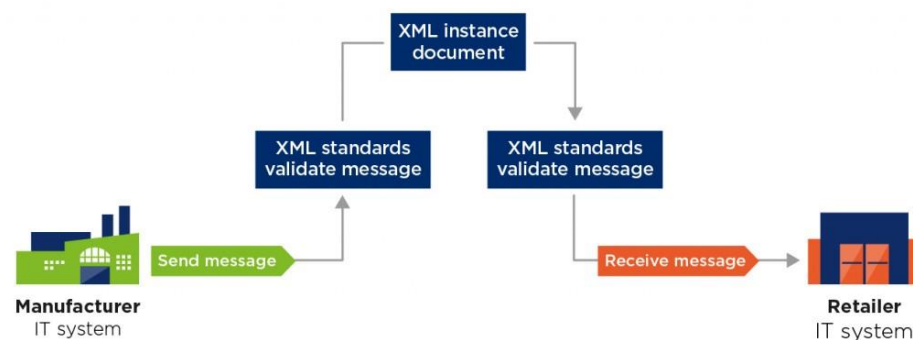 XML instance
document
XML standards
validate message
XML standards
validate message
Send message
Receive message
Manufacturer
IT system
Retailer
IT system